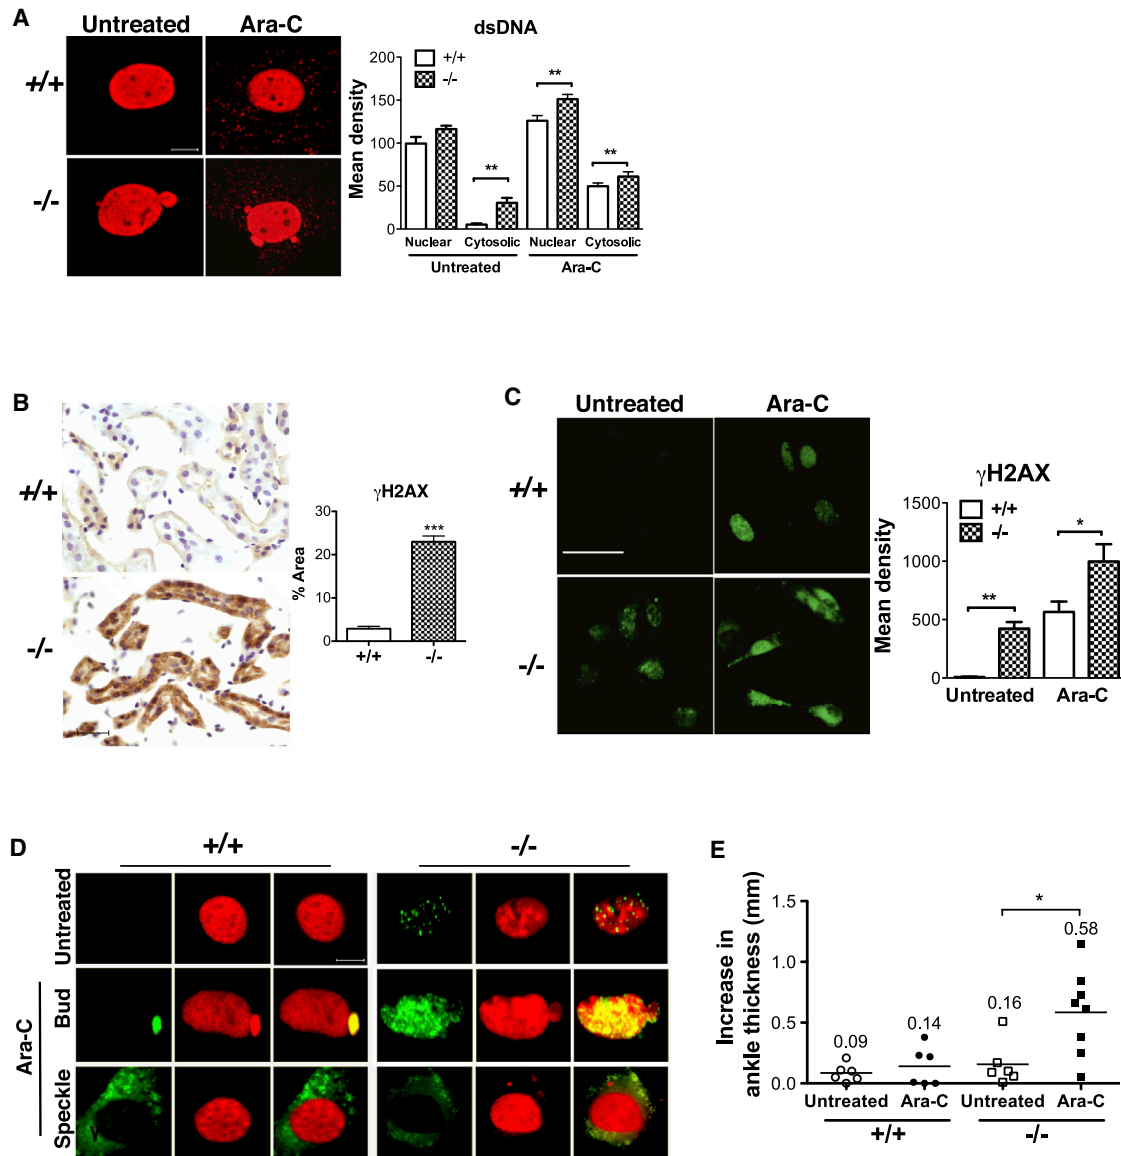 A
Untreated
Ara-C
+/+
-/-
dsDNA
+/+
-/-
Mean density
200
150
100
50
0
**
**
**
Nuclear
Cytosolic
Nuclear
Cytosolic
Untreated
Ara-C
B
+/+
-/-
γH2AX
% Area
30
20
10
0
***
+/+
-/-
C
Untreated
Ara-C
+/+
-/-
γH2AX
+/+
-/-
Mean density
1500
1000
500
0
**
*
Untreated
Ara-C
D
+/+
-/-
Untreated
Ara-C
Bud
Speckle
γ
E
Increase in
ankle thickness (mm)
1.5
1.0
0.5
0.0
0.09
0.14
0.16
0.58
*
Untreated
Ara-C
Untreated
Ara-C
+/+
-/-